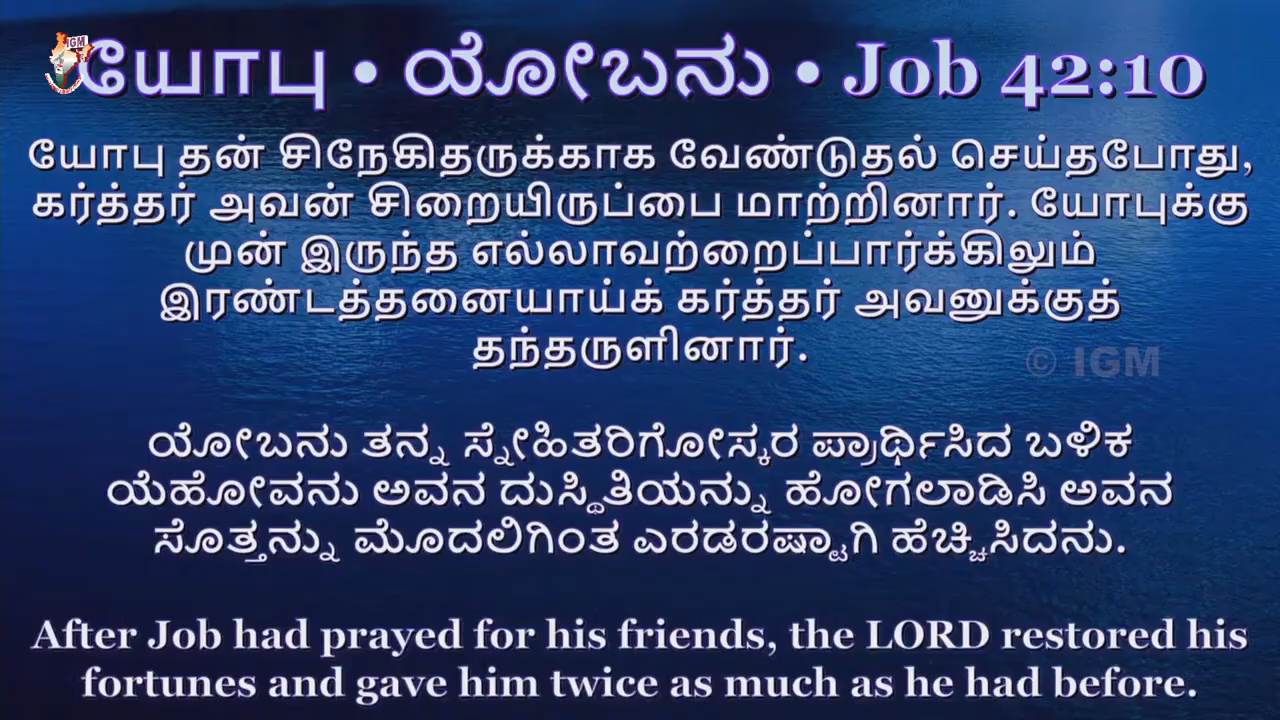 IGM
யோபு • ಯೋಬನು • Job 42:10
யோபு தன் சிநேகிதருக்காக வேண்டுதல் செய்தபோது,
கர்த்தர் அவன் சிறையிருப்பை மாற்றினார். யோபுக்கு
முன் இருந்த எல்லாவற்றைப்பார்க்கிலும்
இரண்டத்தனையாய்க் கர்த்தர் அவனுக்குத்
தந்தருளினார்.
© IGM
ಯೋಬನು ತನ್ನ ಸ್ನೇಹಿತರಿಗೋಸ್ಕರ ಪ್ರಾರ್ಥಿಸಿದ ಬಳಿಕ
ಯೆಹೋವನು ಅವನ ದುಸ್ಥಿತಿಯನ್ನು ಹೋಗಲಾಡಿಸಿ ಅವನ
ಸೊತ್ತನ್ನು ಮೊದಲಿಗಿಂತ ಎರಡರಷ್ಟಾಗಿ ಹೆಚ್ಚಿಸಿದನು.
After Job had prayed for his friends, the LORD restored his
fortunes and gave him twice as much as he had before.